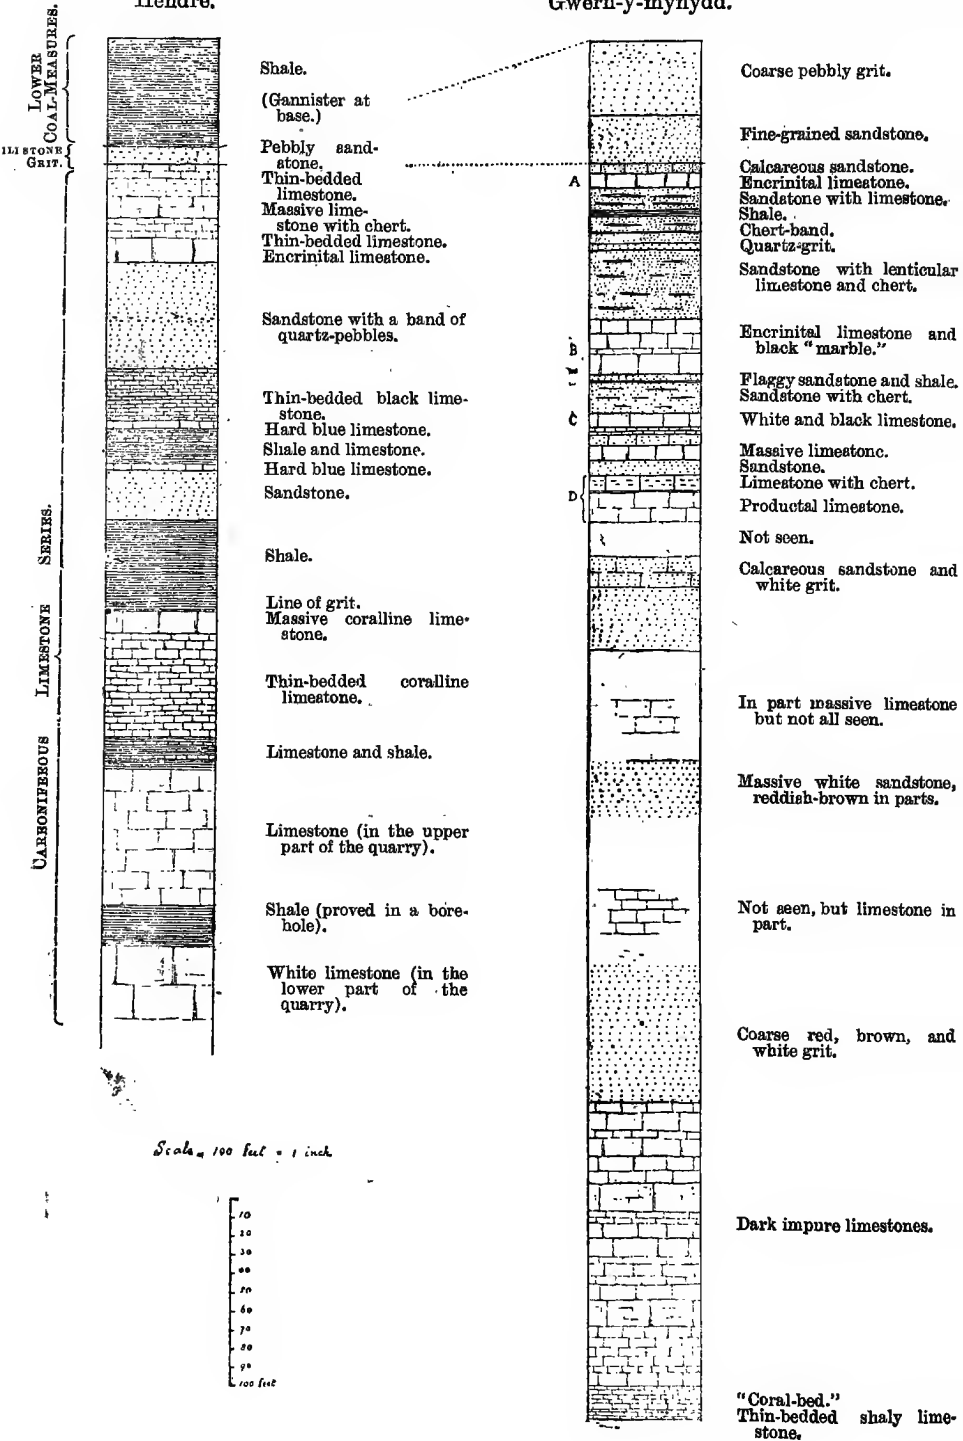 Hendre.
Shale.
(Gannister at
base.)
Pebbly sand-
stone.
Thin-bedded
limestone.
Massive lime-
stone with chert.
Thin-bedded limestone.
Encrinital limestone.
Sandstone with a band of
quartz-pebbles.
Thin-bedded black lime-
stone.
Hard blue limestone.
Shale and limestone.
Hard blue limestone.
Sandstone.
Shale.
Line of grit.
Massive coralline lime-
stone.
Thin-bedded coralline
limestone.
Limestone and shale.
Limestone (in the upper
part of the quarry).
Shale (proved in a bore-
hole).
White limestone (in the
lower part of the
quarry).
LOWER
COAL-MEASURES.
GRIT.
CARBONIFEROUS LIMESTONE SERIES.
Gwern-y-mynydd.
Coarse pebbly grit.
Fine-grained sandstone.
Calcareous sandstone.
A
Encrinital limestone.
Sandstone with limestone.
Shale.
Chert-band.
Quartz-grit.
Sandstone with lenticular
limestone and chert.
Encrinital limestone and
B
black "marble."
Flaggy sandstone and shale.
Sandstone with chert.
C
White and black limestone.
Massive limestone.
Sandstone.
Limestone with chert.
D
Productal limestone.
Not seen.
Calcareous sandstone and
white grit.
In part massive limestone
but not all seen.
Massive white sandstone,
reddish-brown in parts.
Not seen, but limestone in
part.
Coarse red, brown, and
white grit.
Dark impure limestones.
"Coral-bed."
Thin-bedded shaly lime-
stone.
Scale, 100 feet = 1 inch
10
20
30
40
50
60
70
80
90
100 feet